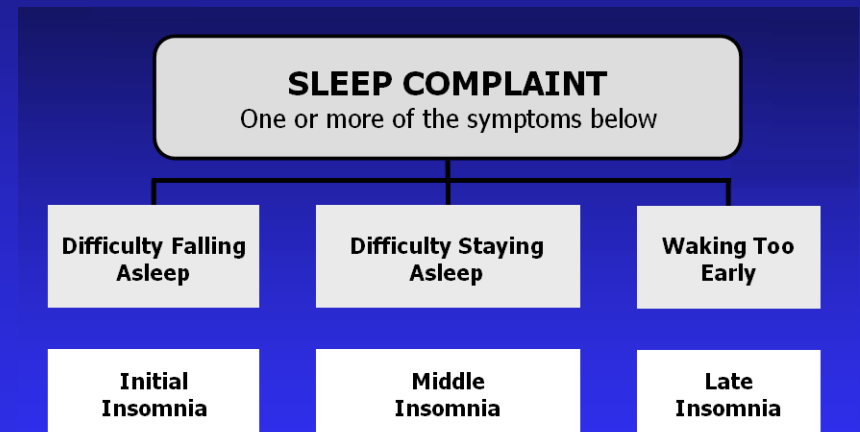 SLEEP COMPLAINT
One or more of the symptoms below
Difficulty Falling
Asleep
Difficulty Staying
Asleep
Waking Too
Early
Initial
Insomnia
Middle
Insomnia
Late
Insomnia